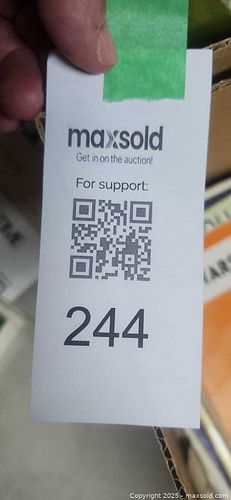 maxsold
Get in on the auction!
For support:
244
Copyright 2025 - maxsold.com